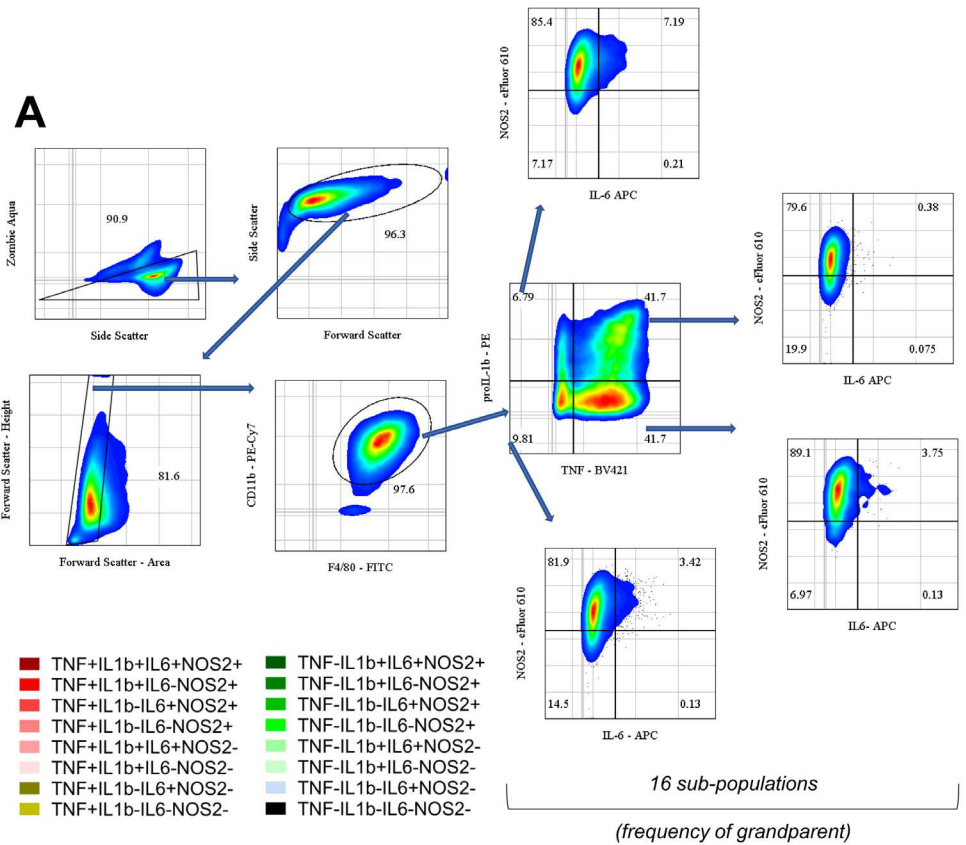 A
Zombie Aqua
90.9
Side Scatter
Side Scatter
96.3
Forward Scatter
Forward Scatter - Height
81.6
Forward Scatter - Area
CD11b - PE-Cy7
97.6
F4/80 - FITC
proIL-1b - PE
6.79
41.7
9.81
41.7
TNF - BV421
NOS2 - eFluor 610
85.4
7.19
7.17
0.21
IL-6 APC
NOS2 - eFluor 610
79.6
0.38
19.9
0.075
IL-6 APC
NOS2 - eFluor 610
89.1
3.75
6.97
0.13
IL6- APC
NOS2 - eFluor 610
81.9
3.42
14.5
0.13
IL-6 - APC
TNF+IL1b+IL6+NOS2+
TNF+IL1b+IL6-NOS2+
TNF+IL1b-IL6+NOS2+
TNF+IL1b-IL6-NOS2+
TNF+IL1b+IL6+NOS2-
TNF+IL1b+IL6-NOS2-
TNF+IL1b-IL6+NOS2-
TNF+IL1b-IL6-NOS2-
TNF-IL1b+IL6+NOS2+
TNF-IL1b+IL6-NOS2+
TNF-IL1b-IL6+NOS2+
TNF-IL1b-IL6-NOS2+
TNF-IL1b+IL6+NOS2-
TNF-IL1b+IL6-NOS2-
TNF-IL1b-IL6+NOS2-
TNF-IL1b-IL6-NOS2-
16 sub-populations
(frequency of grandparent)